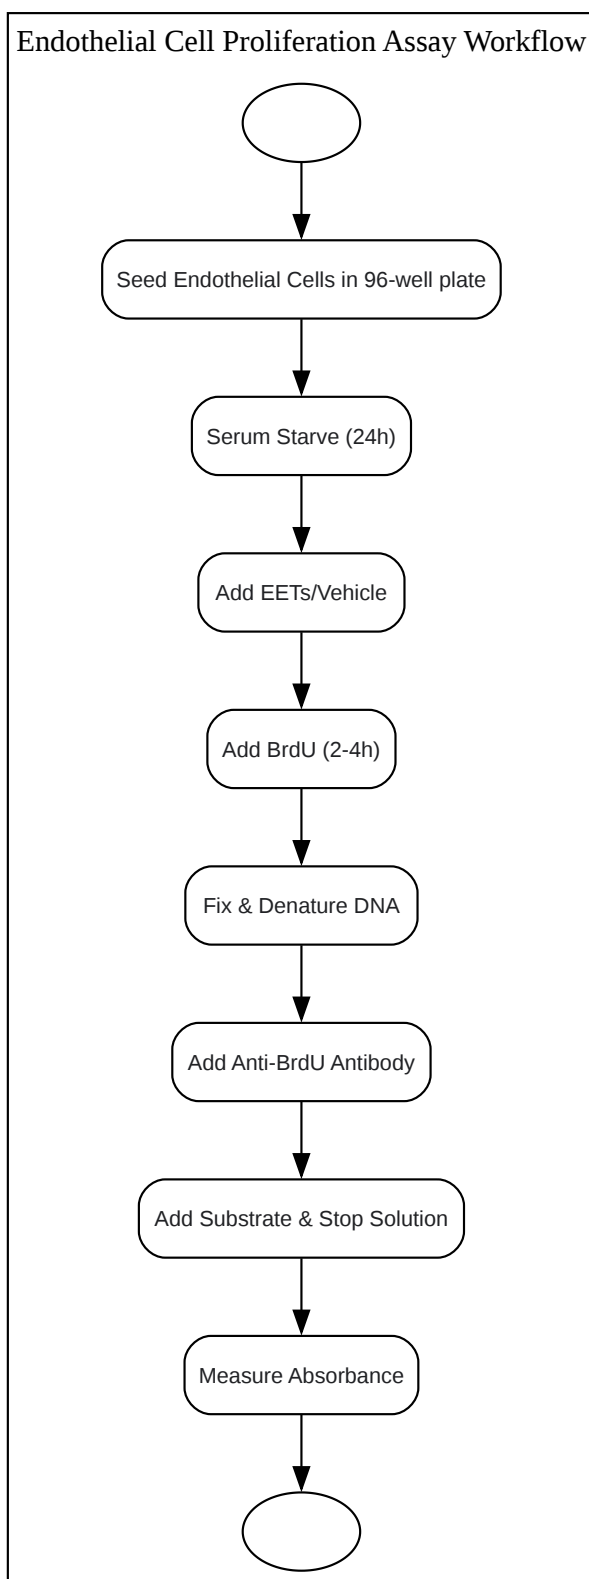 Endothelial Cell Proliferation Assay Workflow
Seed Endothelial Cells in 96-well plate
Serum Starve (24h)
Add EETs/Vehicle
Add BrdU (2-4h)
Fix & Denature DNA
Add Anti-BrdU Antibody
Add Substrate & Stop Solution
Measure Absorbance